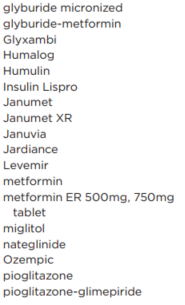 glyburide micronized
glyburide-metformin
Glyxambi
Humalog
Humulin
Insulin Lispro
Janumet
Janumet XR
Januvia
Jardiance
Levemir
metformin
metformin ER 500mg, 750mg
tablet
miglitol
nateglinide
Ozempic
pioglitazone
pioglitazone-glimepiride